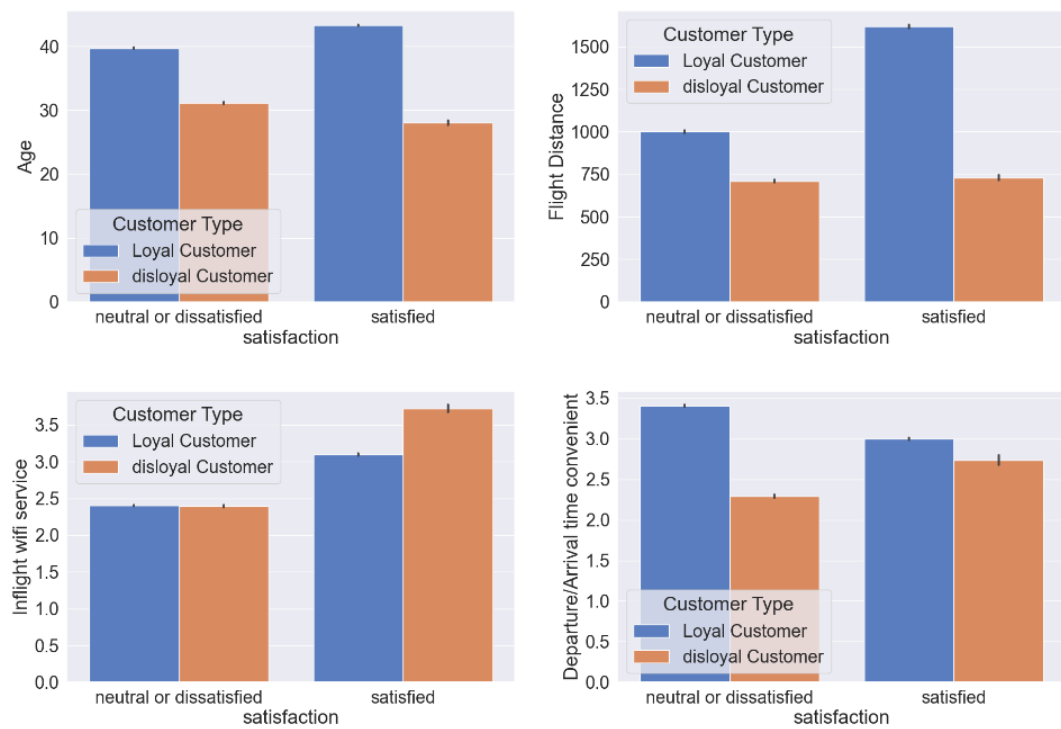 Age
40
30
20
10
0
Customer Type
Loyal Customer
disloyal Customer
neutral or dissatisfied
satisfied
satisfaction
Flight Distance
1500
1250
1000
750
500
250
0
Customer Type
Loyal Customer
disloyal Customer
neutral or dissatisfied
satisfied
satisfaction
Inflight wifi service
3.5
3.0
2.5
2.0
1.5
1.0
0.5
0.0
Customer Type
Loyal Customer
disloyal Customer
neutral or dissatisfied
satisfied
satisfaction
Departure/Arrival time convenient
3.5
3.0
2.5
2.0
1.5
1.0
0.5
0.0
Customer Type
Loyal Customer
disloyal Customer
neutral or dissatisfied
satisfied
satisfaction